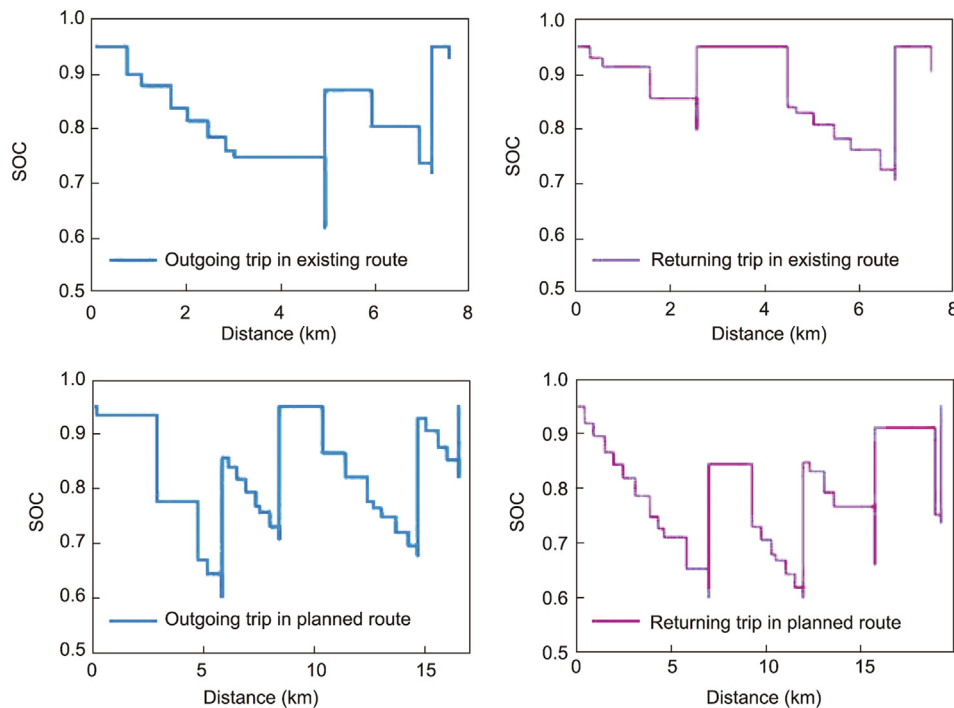 1.0
0.9
0.8
0.7
0.6
0.5
SOC
Outgoing trip in existing route
0 2 4 6 8
Distance (km)
1.0
0.9
0.8
0.7
0.6
0.5
SOC
Returning trip in existing route
0 2 4 6 8
Distance (km)
1.0
0.9
0.8
0.7
0.6
0.5
SOC
Outgoing trip in planned route
0 5 10 15
Distance (km)
1.0
0.9
0.8
0.7
0.6
0.5
SOC
Returning trip in planned route
0 5 10 15
Distance (km)